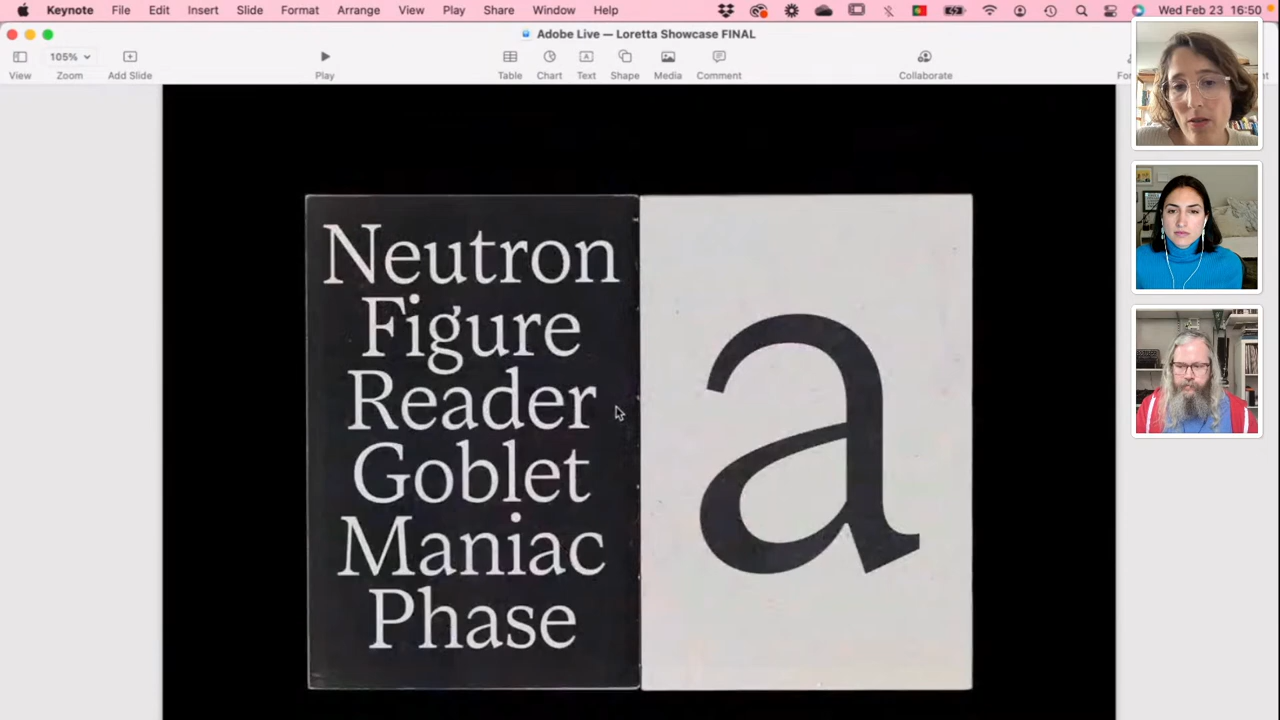 Keynote File Edit Insert Slide Format Arrange View Play Share Window Help Wed Feb 23 16:50
Adobe Live — Loretta Showcase FINAL
105%
View Zoom Add Slide Play Table Chart Text Shape Media Comment Collaborate
Neutron
Figure
Reader
Goblet
Maniac
Phase
a